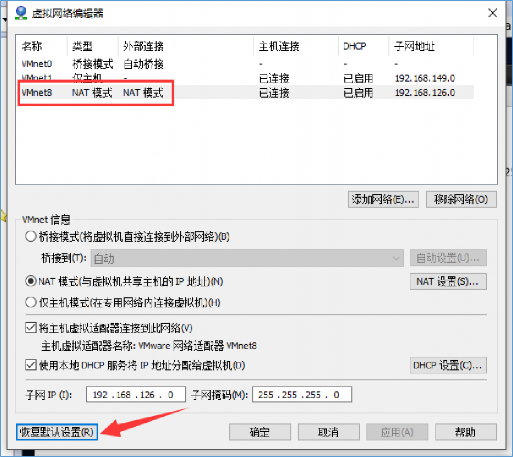 虚拟网络编辑器
名称 类型 外部连接 主机连接 DHCP 子网地址
VMnet0 桥接模式 自动桥接 - - -
VMnet1 仅主机... - 已连接 已启用 192.168.149.0
VMnet8 NAT 模式 NAT 模式 已连接 已启用 192.168.126.0
添加网络(E)... 移除网络(O)
VMnet 信息
桥接模式(将虚拟机直接连接到外部网络)(B)
桥接到(T): 自动 自动设置(U)...
NAT 模式(与虚拟机共享主机的 IP 地址)(N) NAT 设置(S)...
仅主机模式(在专用网络内连接虚拟机)(H)
将主机虚拟适配器连接到此网络(V)
主机虚拟适配器名称: VMware 网络适配器 VMnet8
使用本地 DHCP 服务将 IP 地址分配给虚拟机(D) DHCP 设置(C)...
子网 IP (I): 192 .168 .126 . 0 子网掩码(M): 255 .255 .255 . 0
恢复默认设置(R) 确定 取消 应用(A) 帮助